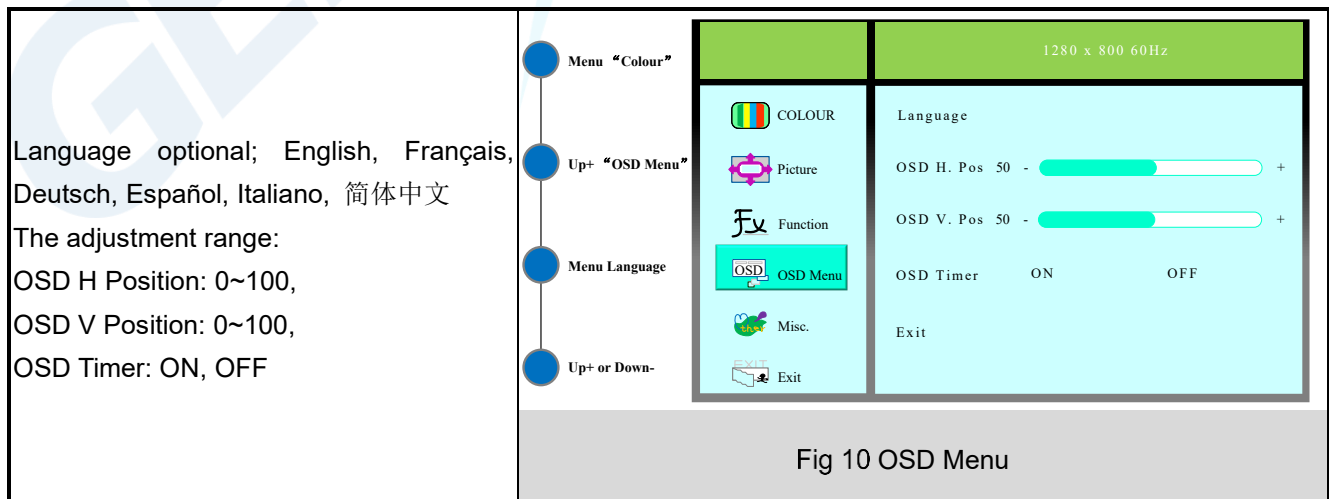 Language optional; English, Français,
Deutsch, Español, Italiano, 简体中文
The adjustment range:
OSD H Position: 0~100,
OSD V Position: 0~100,
OSD Timer: ON, OFF
Menu “Colour”
Up+ “OSD Menu”
Menu Language
Up+ or Down-
1280 x 800 60Hz
COLOUR
Picture
Fx Function
OSD OSD Menu
Misc.
EXIT
Exit
Language
OSD H. Pos 50 - +
OSD V. Pos 50 - +
OSD Timer ON OFF
Exit
Fig 10 OSD Menu